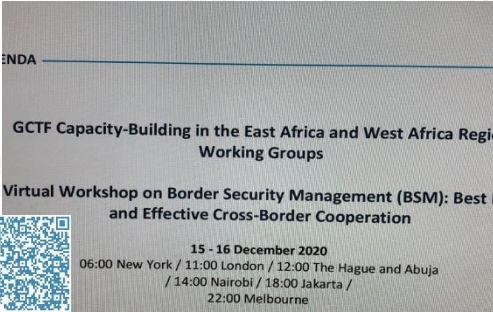 ENDA
GCTF Capacity-Building in the East Africa and West Africa Regi
Working Groups
Virtual Workshop on Border Security Management (BSM): Best
and Effective Cross-Border Cooperation
15 - 16 December 2020
06:00 New York / 11:00 London / 12:00 The Hague and Abuja
/ 14:00 Nairobi / 18:00 Jakarta /
22:00 Melbourne